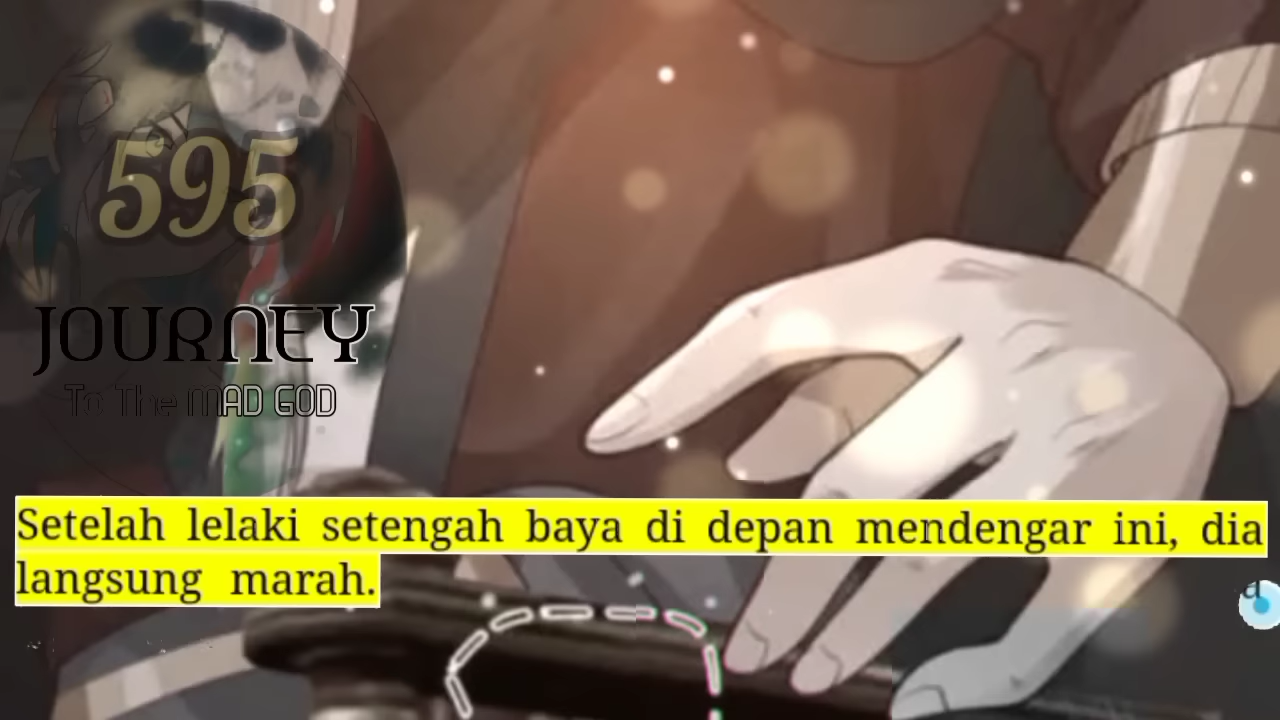 595
JOURNEY
To The MAD GOD
Setelah lelaki setengah baya di depan mendengar ini, dia
langsung marah.
a